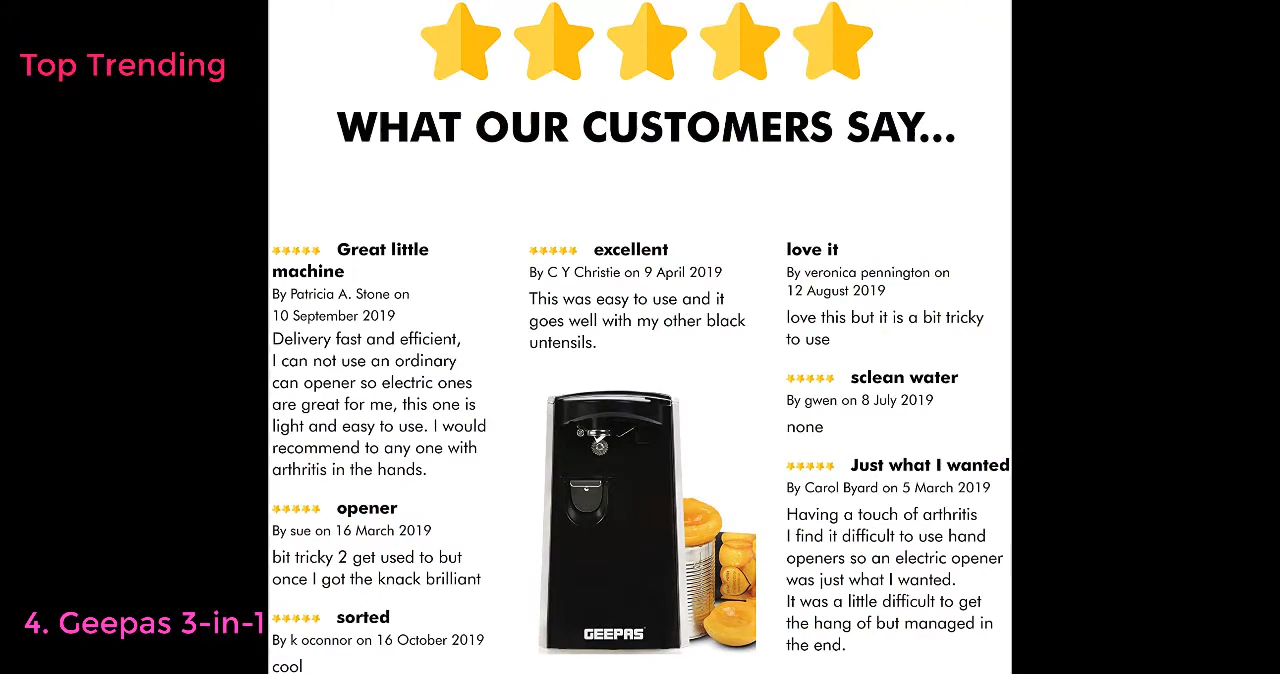 Top Trending
WHAT OUR CUSTOMERS SAY...
Great little
machine
By Patricia A. Stone on
10 September 2019
Delivery fast and efficient,
I can not use an ordinary
can opener so electric ones
are great for me, this one is
light and easy to use. I would
recommend to any one with
arthritis in the hands.
opener
By sue on 16 March 2019
bit tricky 2 get used to but
once I got the knack brilliant
sorted
By k oconnor on 16 October 2019
cool
excellent
By C Y Christie on 9 April 2019
This was easy to use and it
goes well with my other black
untensils.
GEEPAS
love it
By veronica pennington on
12 August 2019
love this but it is a bit tricky
to use
sclean water
By gwen on 8 July 2019
none
Just what I wanted
By Carol Byard on 5 March 2019
Having a touch of arthritis
I find it difficult to use hand
openers so an electric opener
was just what I wanted.
It was a little difficult to get
the hang of but managed in
the end.
4. Geepas 3-in-1